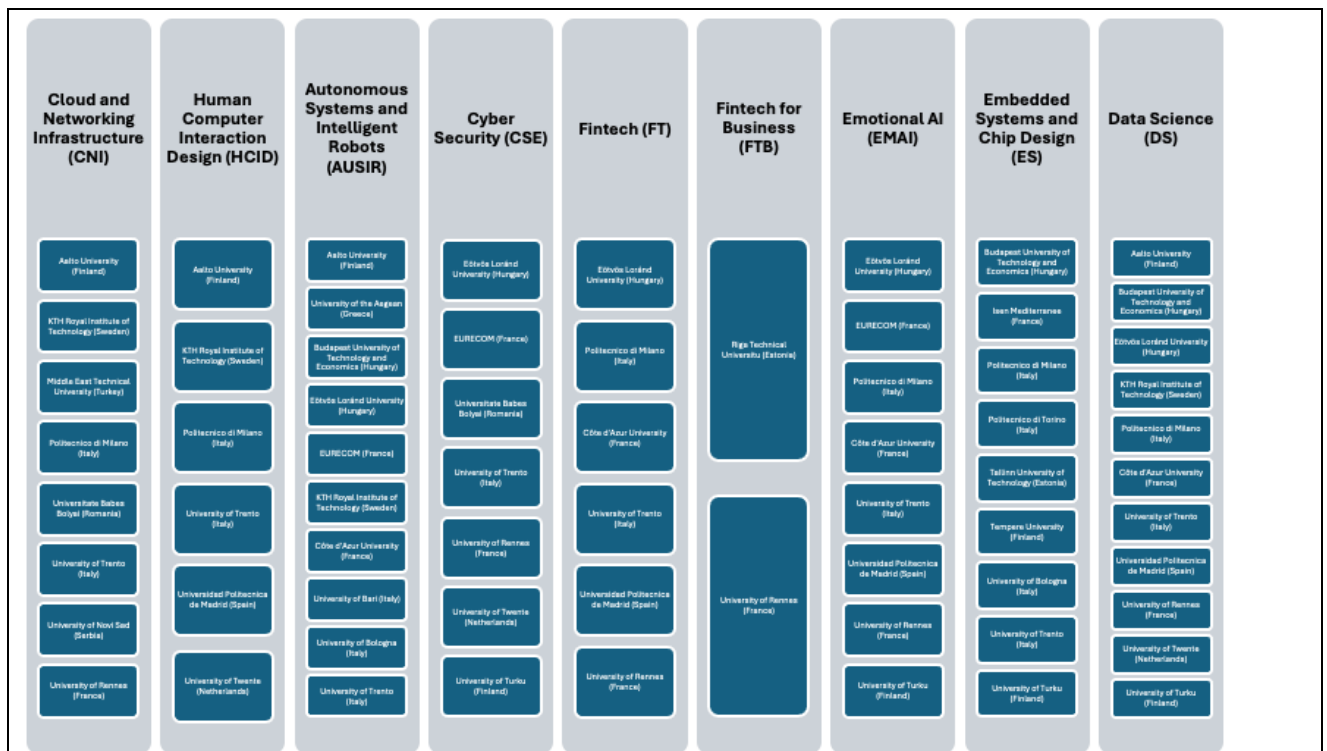 Cloud and
Networking
Infrastructure
(CNI)
Aalto University
(Finland)
KTH Royal Institute of
Technology (Sweden)
Middle East Technical
University (Turkey)
Politecnico di Milano
(Italy)
Universitate Babes
Bolyai (Romania)
University of Trento
(Italy)
University of Novi Sad
(Serbia)
University of Rennes
(France)
Human
Computer
Interaction
Design (HCID)
Aalto University
(Finland)
KTH Royal Institute of
Technology (Sweden)
Politecnico di Milano
(Italy)
University of Trento
(Italy)
Universidad Politecnica
de Madrid (Spain)
University of Twente
(Netherlands)
Autonomous
Systems and
Intelligent
Robots
(AUSIR)
Aalto University
(Finland)
University of the Aegean
(Greece)
Budapest University of
Technology and
Economics (Hungary)
Eötvös Loránd University
(Hungary)
EURECOM (France)
KTH Royal Institute of
Technology (Sweden)
Côte d'Azur University
(France)
University of Bari (Italy)
University of Bologna
(Italy)
University of Trento
(Italy)
Cyber
Security (CSE)
Eötvös Loránd
University (Hungary)
EURECOM (France)
Universitate Babes
Bolyai (Romania)
University of Trento
(Italy)
University of Rennes
(France)
University of Twente
(Netherlands)
University of Turku
(Finland)
Fintech (FT)
Eötvös Loránd
University (Hungary)
Politecnico di Milano
(Italy)
Côte d'Azur University
(France)
University of Trento
(Italy)
Universidad Politecnica
de Madrid (Spain)
University of Rennes
(France)
Fintech for
Business
(FTB)
Riga Technical
Universitu (Estonia)
University of Rennes
(France)
Emotional AI
(EMAI)
Eötvös Loránd
University (Hungary)
EURECOM (France)
Politecnico di Milano
(Italy)
Côte d'Azur University
(France)
University of Trento
(Italy)
Universidad Politecnica
de Madrid (Spain)
University of Rennes
(France)
University of Turku
(Finland)
Embedded
Systems and
Chip Design
(ES)
Budapest University of
Technology and
Economics (Hungary)
Isen Mediterranee
(France)
Politecnico di Milano
(Italy)
Politecnico di Torino
(Italy)
Tallinn University of
Technology (Estonia)
Tempere University
(Finland)
University of Bologna
(Italy)
University of Trento
(Italy)
University of Turku
(Finland)
Data Science
(DS)
Aalto University
(Finland)
Budapest University of
Technology and
Economics (Hungary)
Eötvös Loránd University
(Hungary)
KTH Royal Institute of
Technology (Sweden)
Politecnico di Milano
(Italy)
Côte d'Azur University
(France)
University of Trento
(Italy)
Universidad Politecnica
de Madrid (Spain)
University of Rennes
(France)
University of Twente
(Netherlands)
University of Turku
(Finland)